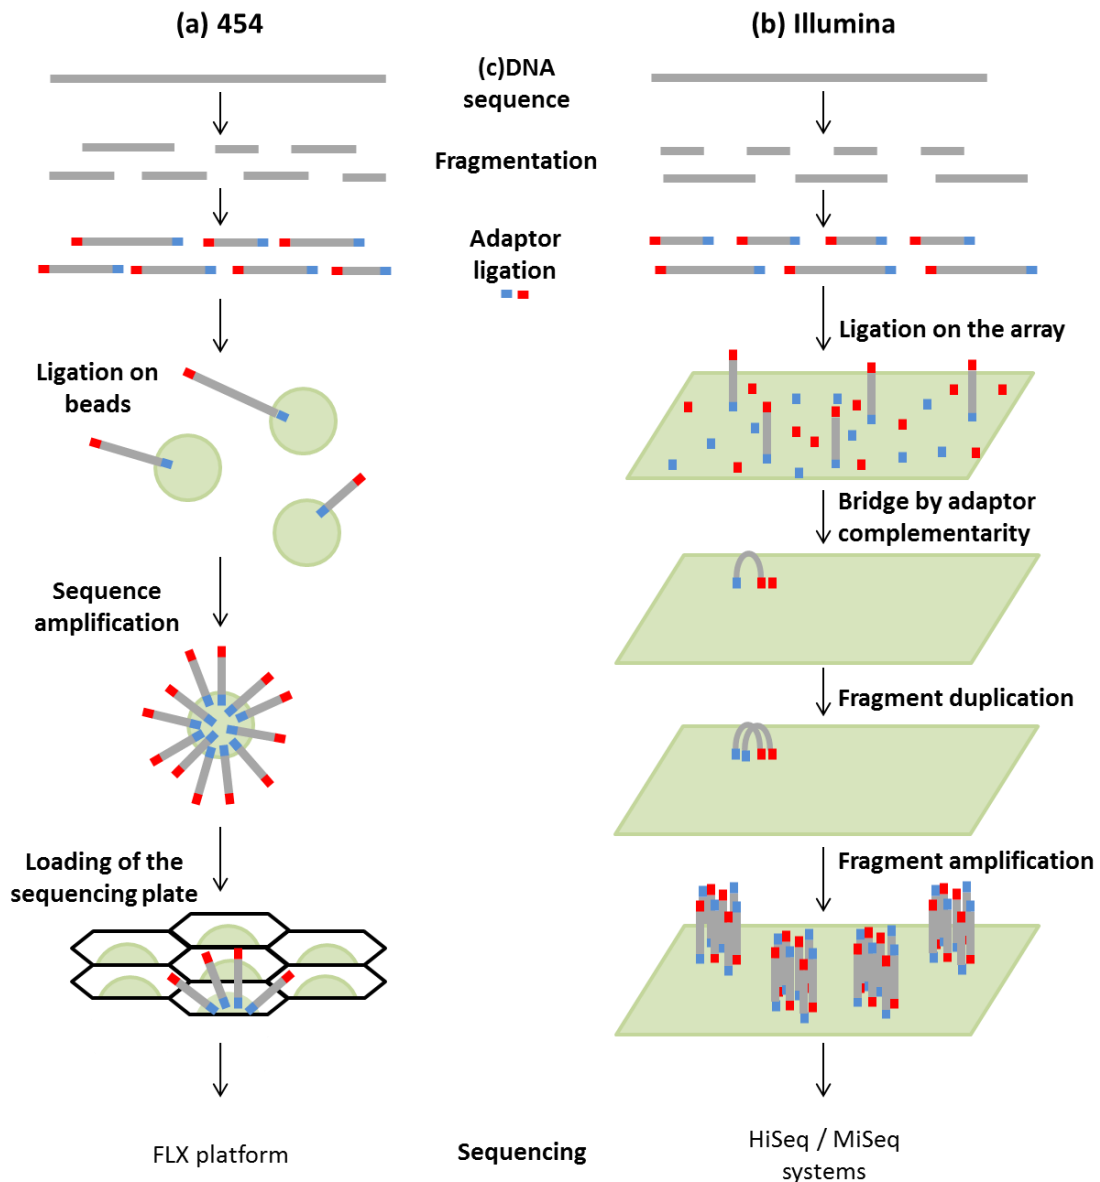 (a) 454
(b) Illumina
(c)DNA
sequence
Fragmentation
Adaptor
ligation
Ligation on
beads
Ligation on the array
Bridge by adaptor
complementarity
Sequence
amplification
Fragment duplication
Loading of the
sequencing plate
Fragment amplification
FLX platform
Sequencing
HiSeq / MiSeq
systems